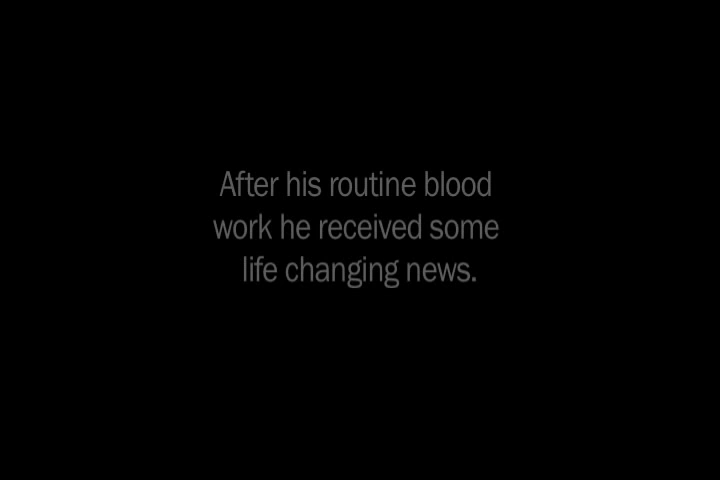 After his routine blood
work he received some
life changing news.